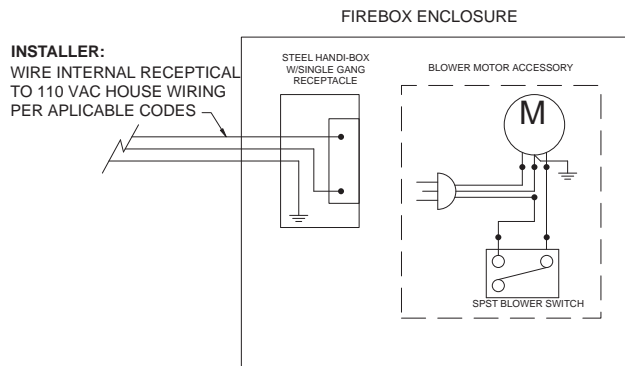 FIREBOX ENCLOSURE
INSTALLER:
WIRE INTERNAL RECEPTICAL
TO 110 VAC HOUSE WIRING
PER APLICABLE CODES
STEEL HANDI-BOX
W/SINGLE GANG
RECEPTACLE
BLOWER MOTOR ACCESSORY
M
SPST BLOWER SWITCH